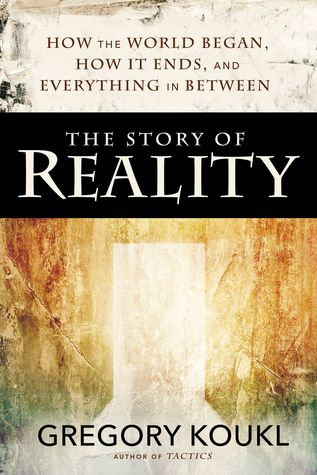 HOW THE WORLD BEGAN,
HOW IT ENDS, AND
EVERYTHING IN BETWEEN
THE STORY OF
REALITY
GREGORY KOUKL
AUTHOR OF TACTICS